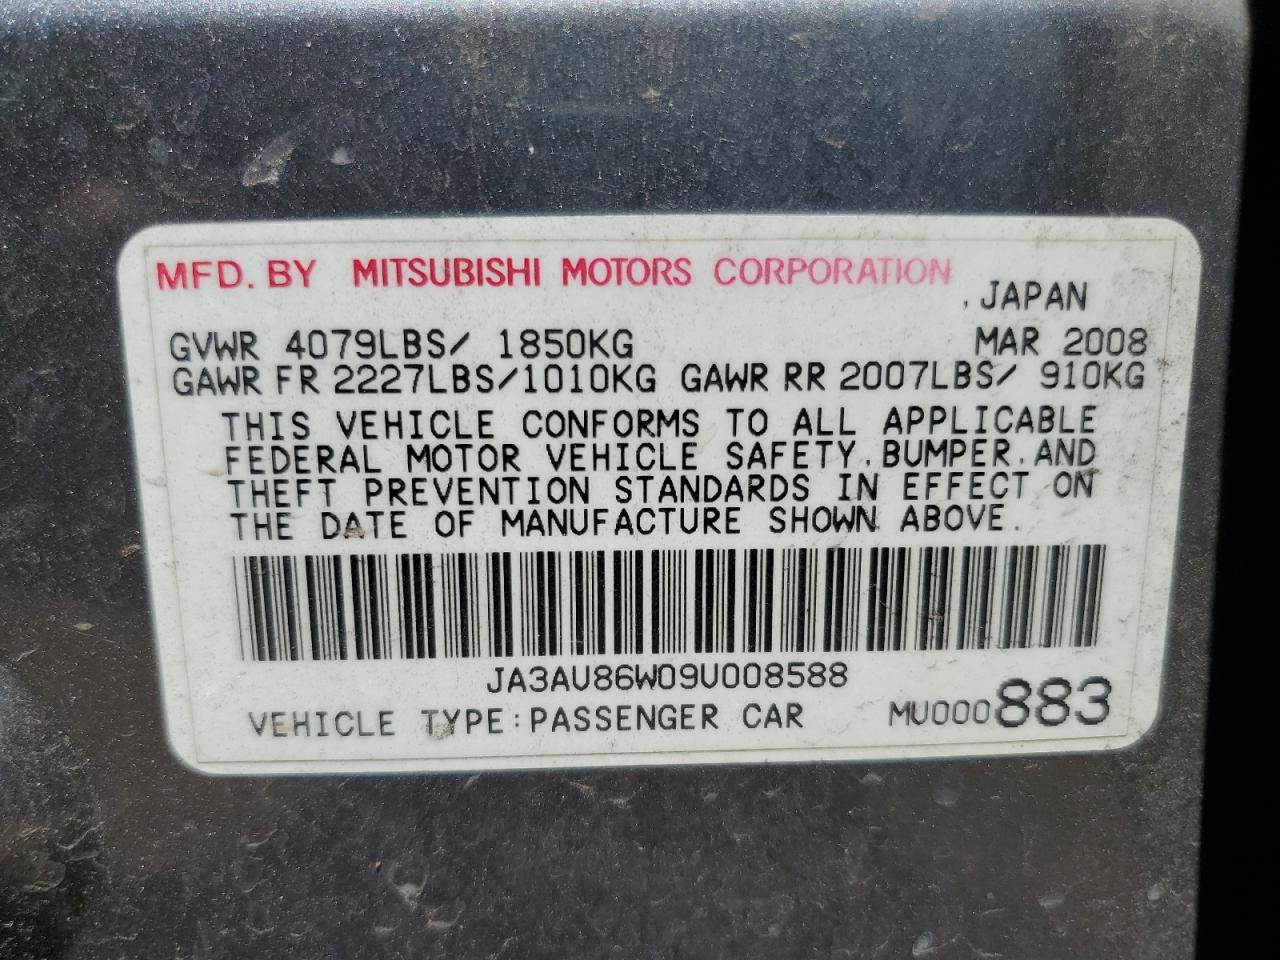 MFD. BY MITSUBISHI MOTORS CORPORATION
, JAPAN
GVWR 4079LBS/ 1850KG MAR 2008
GAWR FR 2227LBS/1010KG GAWR RR 2007LBS/ 910KG
THIS VEHICLE CONFORMS TO ALL APPLICABLE
FEDERAL MOTOR VEHICLE SAFETY, BUMPER, AND
THEFT PREVENTION STANDARDS IN EFFECT ON
THE DATE OF MANUFACTURE SHOWN ABOVE.
JA3AU86W09U008588
VEHICLE TYPE:PASSENGER CAR MU000883